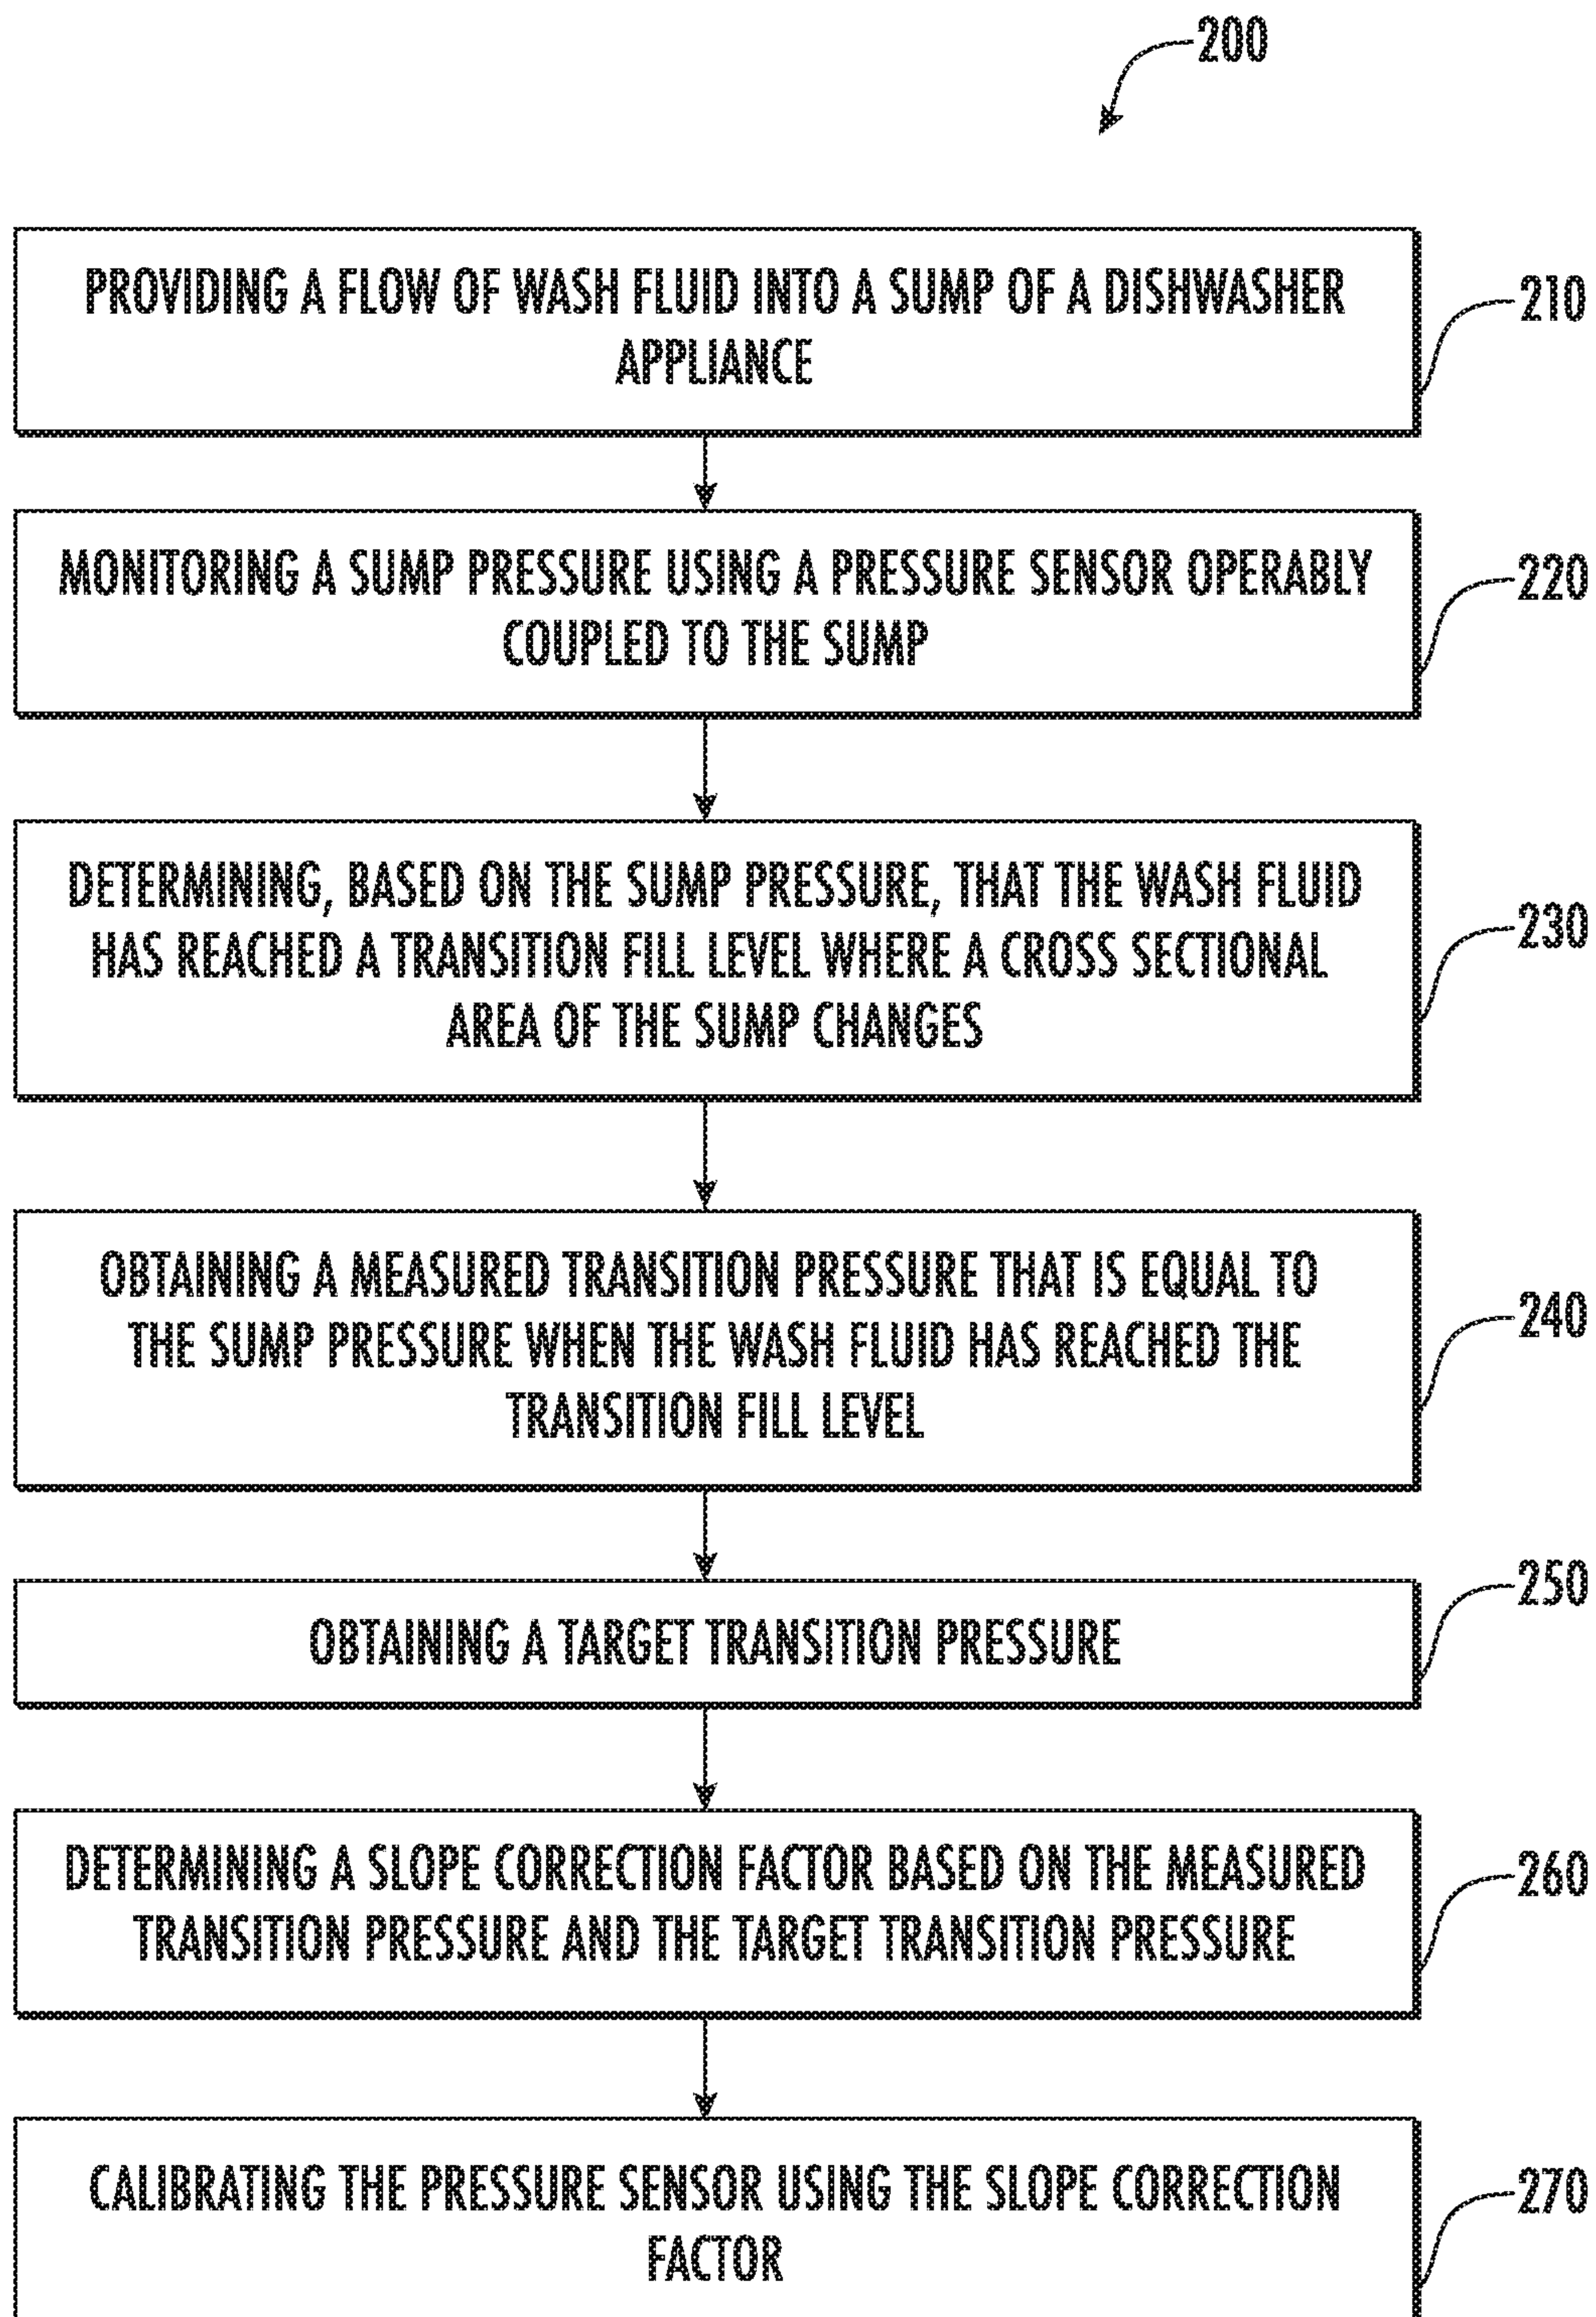 200
PROVIDING A FLOW OF WASH FLUID INTO A SUMP OF A DISHWASHER
APPLIANCE
210
MONITORING A SUMP PRESSURE USING A PRESSURE SENSOR OPERABLY
COUPLED TO THE SUMP
220
DETERMINING, BASED ON THE SUMP PRESSURE, THAT THE WASH FLUID
HAS REACHED A TRANSITION FILL LEVEL WHERE A CROSS SECTIONAL
AREA OF THE SUMP CHANGES
230
OBTAINING A MEASURED TRANSITION PRESSURE THAT IS EQUAL TO
THE SUMP PRESSURE WHEN THE WASH FLUID HAS REACHED THE
TRANSITION FILL LEVEL
240
OBTAINING A TARGET TRANSITION PRESSURE
250
DETERMINING A SLOPE CORRECTION FACTOR BASED ON THE MEASURED
TRANSITION PRESSURE AND THE TARGET TRANSITION PRESSURE
260
CALIBRATING THE PRESSURE SENSOR USING THE SLOPE CORRECTION
FACTOR
270